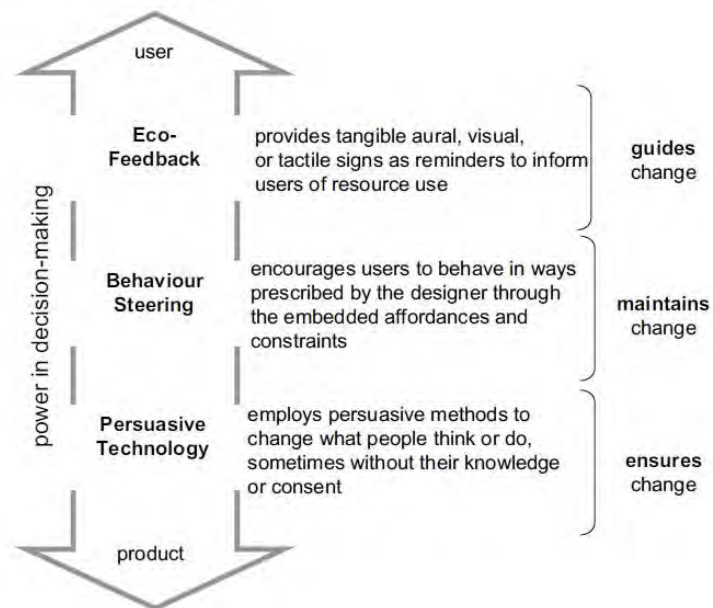 user
power in decision-making
Eco-
Feedback
provides tangible aural, visual,
or tactile signs as reminders to inform
users of resource use
guides
change
Behaviour
Steering
encourages users to behave in ways
prescribed by the designer through
the embedded affordances and
constraints
maintains
change
Persuasive
Technology
employs persuasive methods to
change what people think or do,
sometimes without their knowledge
or consent
ensures
change
product